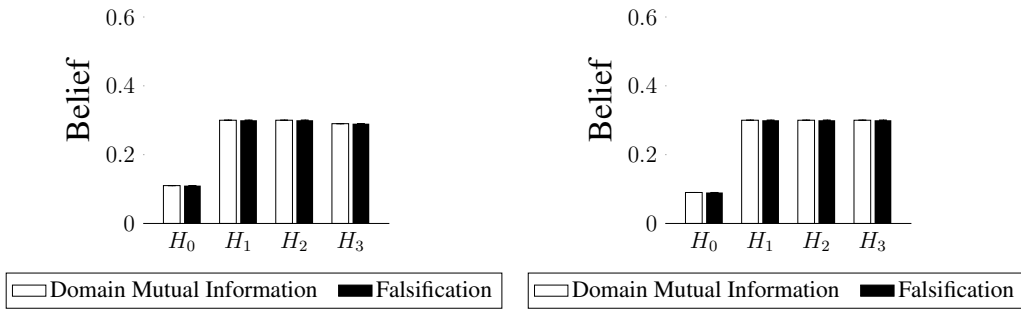 0.6
0.4
0.2
0
Belief
H₀ H₁ H₂ H₃
Domain Mutual Information Falsification
0.6
0.4
0.2
0
Belief
H₀ H₁ H₂ H₃
Domain Mutual Information Falsification